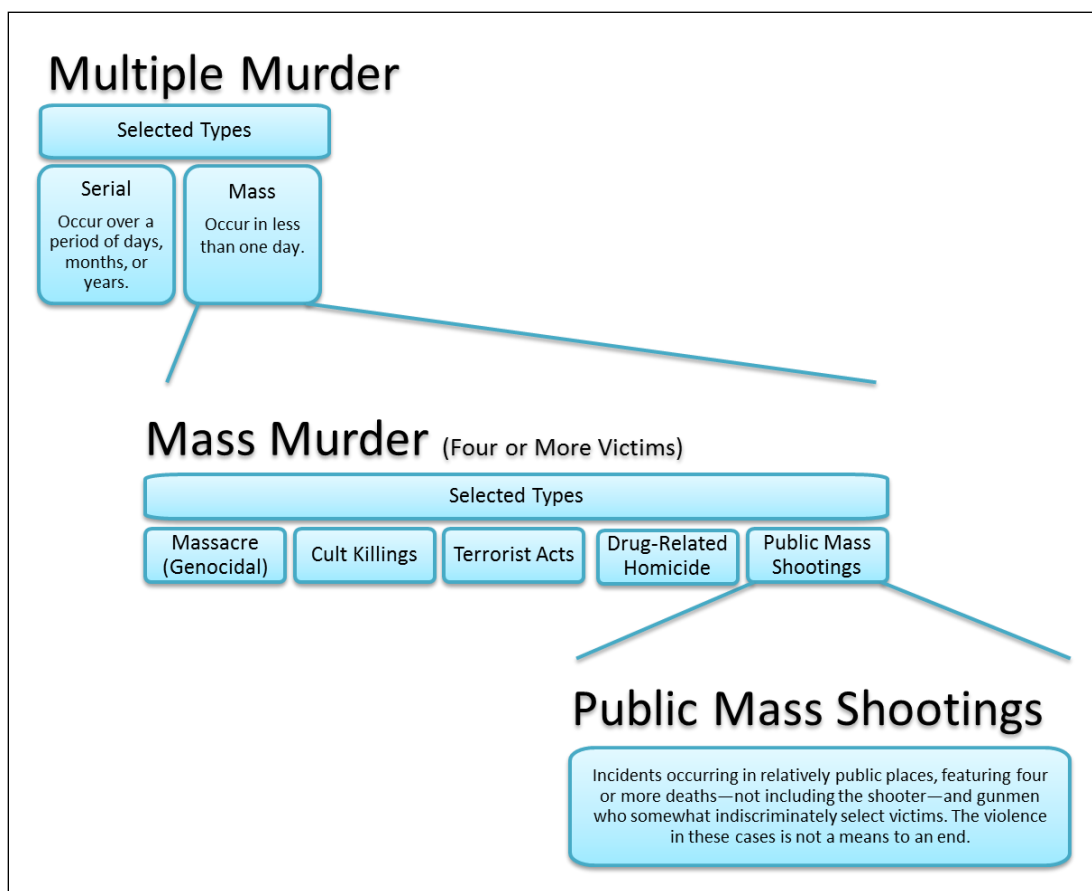 Multiple Murder
Selected Types
Serial
Occur over a
period of days,
months, or
years.
Mass
Occur in less
than one day.
Mass Murder (Four or More Victims)
Selected Types
Massacre
(Genocidal)
Cult Killings
Terrorist Acts
Drug-Related
Homicide
Public Mass
Shootings
Public Mass Shootings
Incidents occurring in relatively public places, featuring four
or more deaths—not including the shooter—and gunmen
who somewhat indiscriminately select victims. The violence
in these cases is not a means to an end.